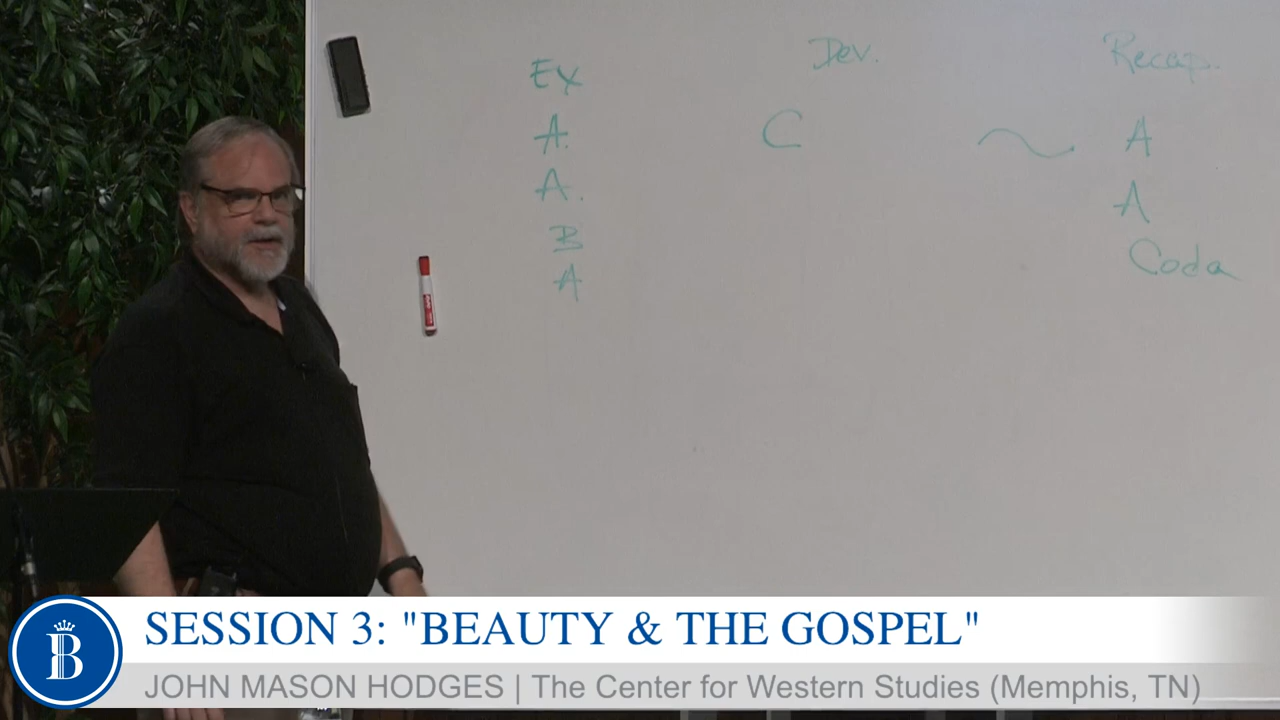 Ex Dev. Recap.
A. C A
A. A
B Coda
A
B
SESSION 3: "BEAUTY & THE GOSPEL"
JOHN MASON HODGES | The Center for Western Studies (Memphis, TN)